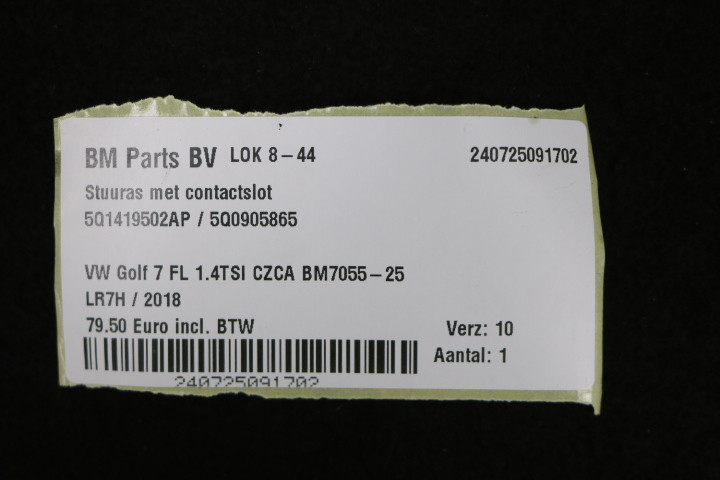 BM Parts BV LOK 8-44 240725091702
Stuuras met contactslot
5Q1419502AP / 5Q0905865
VW Golf 7 FL 1.4TSI CZCA BM7055-25
LR7H / 2018
79.50 Euro incl. BTW Verz: 10
Aantal: 1
240725091702